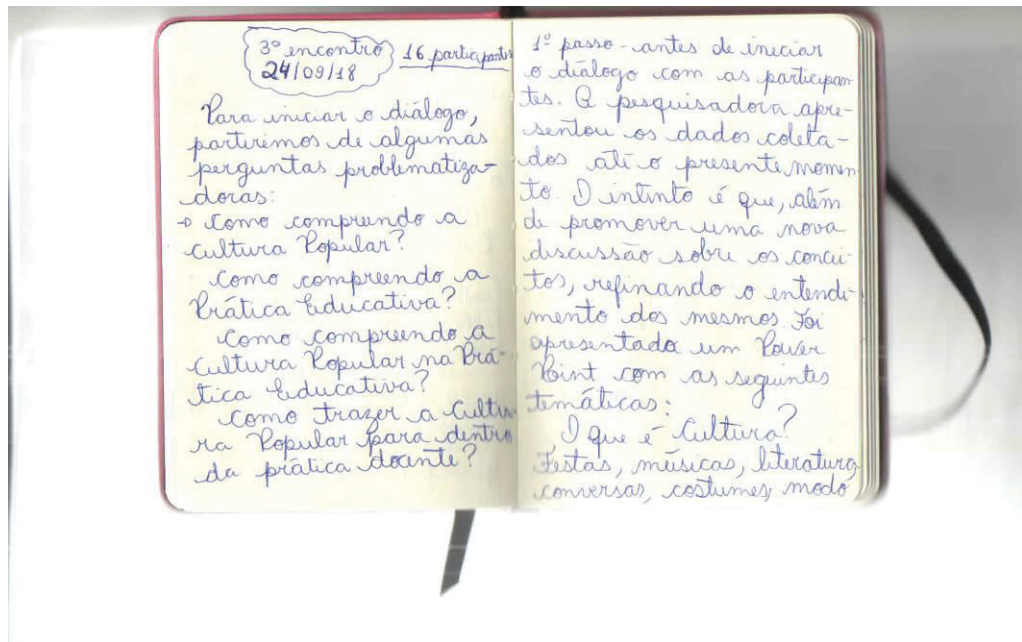 3º encontro
24/09/18
16 participantes
Para iniciar o diálogo,
partiremos de algumas
perguntas problematiza-
doras:
→ Como compreendo a
Cultura Popular?
Como compreendo a
Prática Educativa?
Como compreendo a
Cultura Popular na Prá-
tica Educativa?
Como trazer a Cultu
ra Popular para dentro
da prática docente?
1º passo - antes de iniciar
o diálogo com as participan
tes. A pesquisadora apre-
sentou os dados coleta-
dos até o presente momen
to. O intinto é que, além
de promover uma nova
discussão sobre os concei
tos, refinando o entendi-
mento dos mesmos. Foi
apresentada um Power
Point com as seguintes
temáticas:
O que é Cultura?
Festas, músicas, literatura,
conversas, costumes, modo